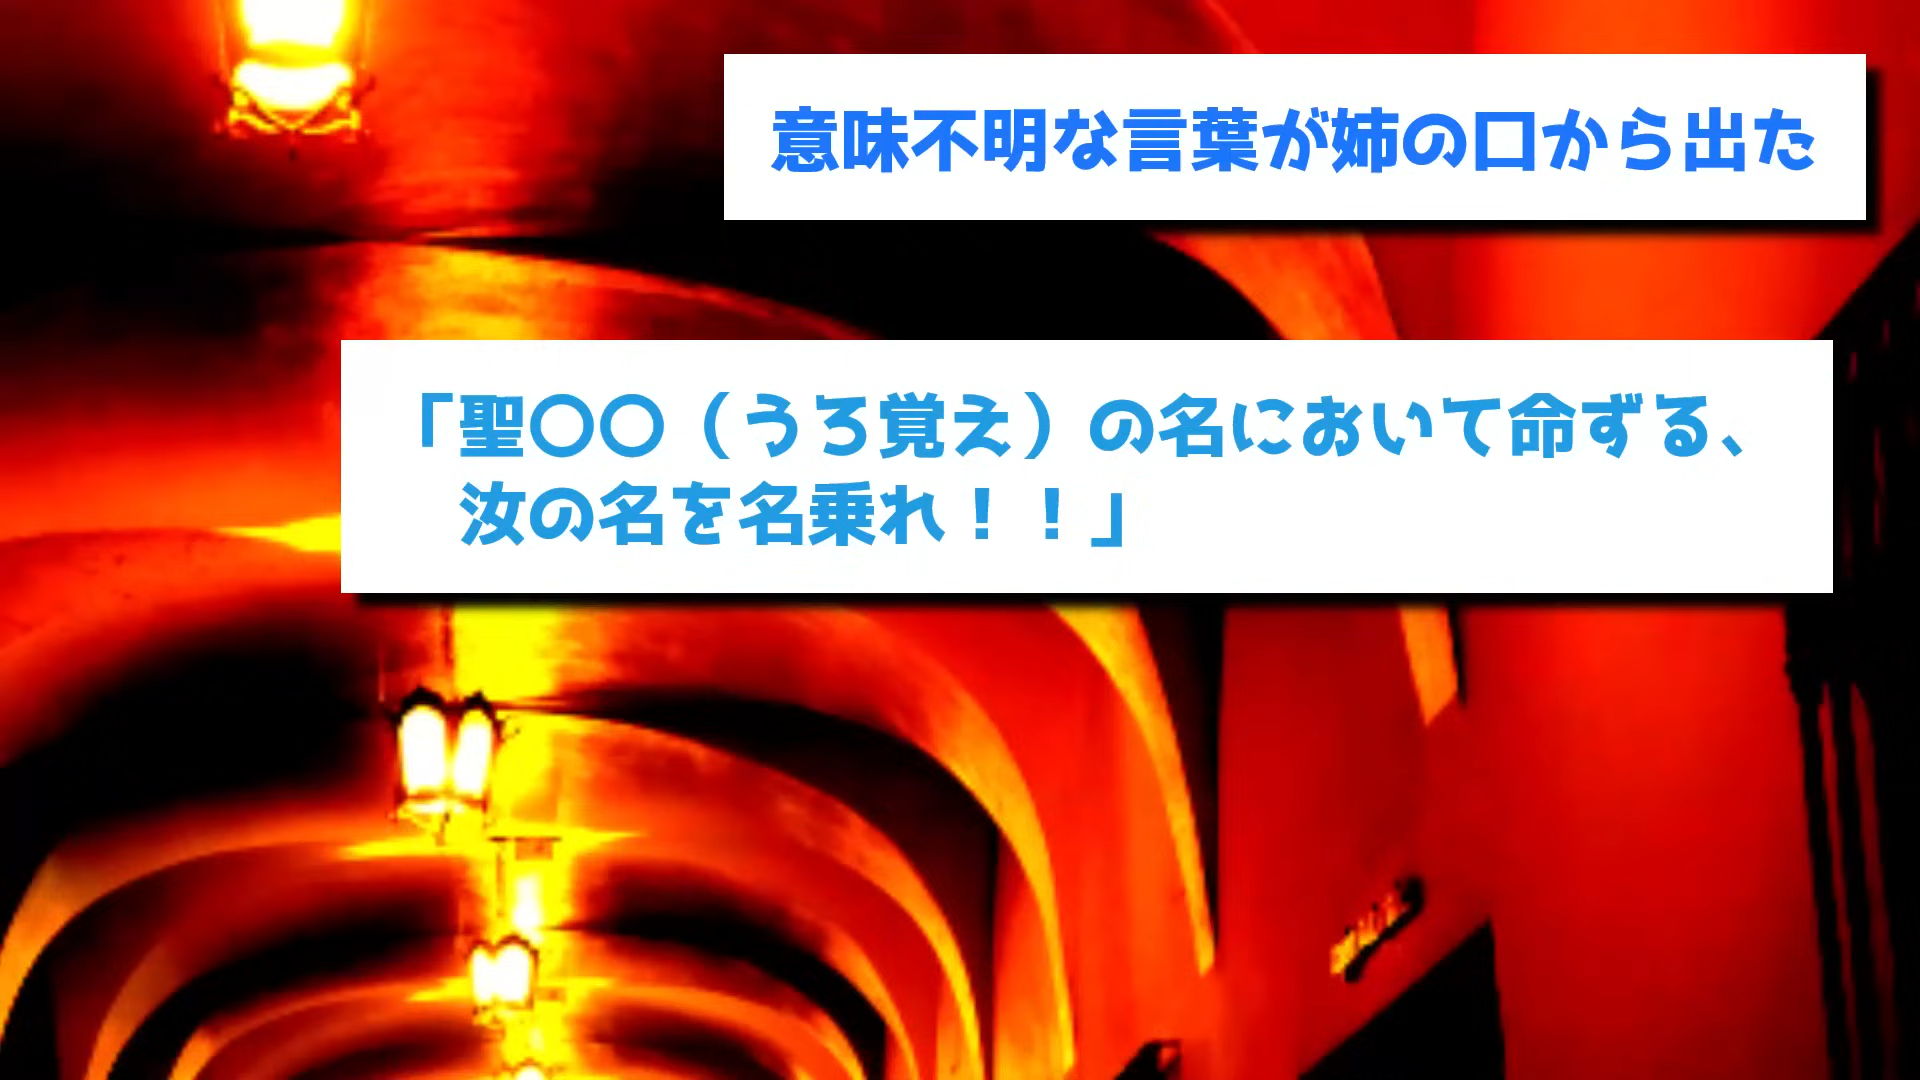 意味不明な言葉が姉の口から出た
「聖〇〇（うろ覚え）の名において命ずる、
汝の名を名乗れ！！」